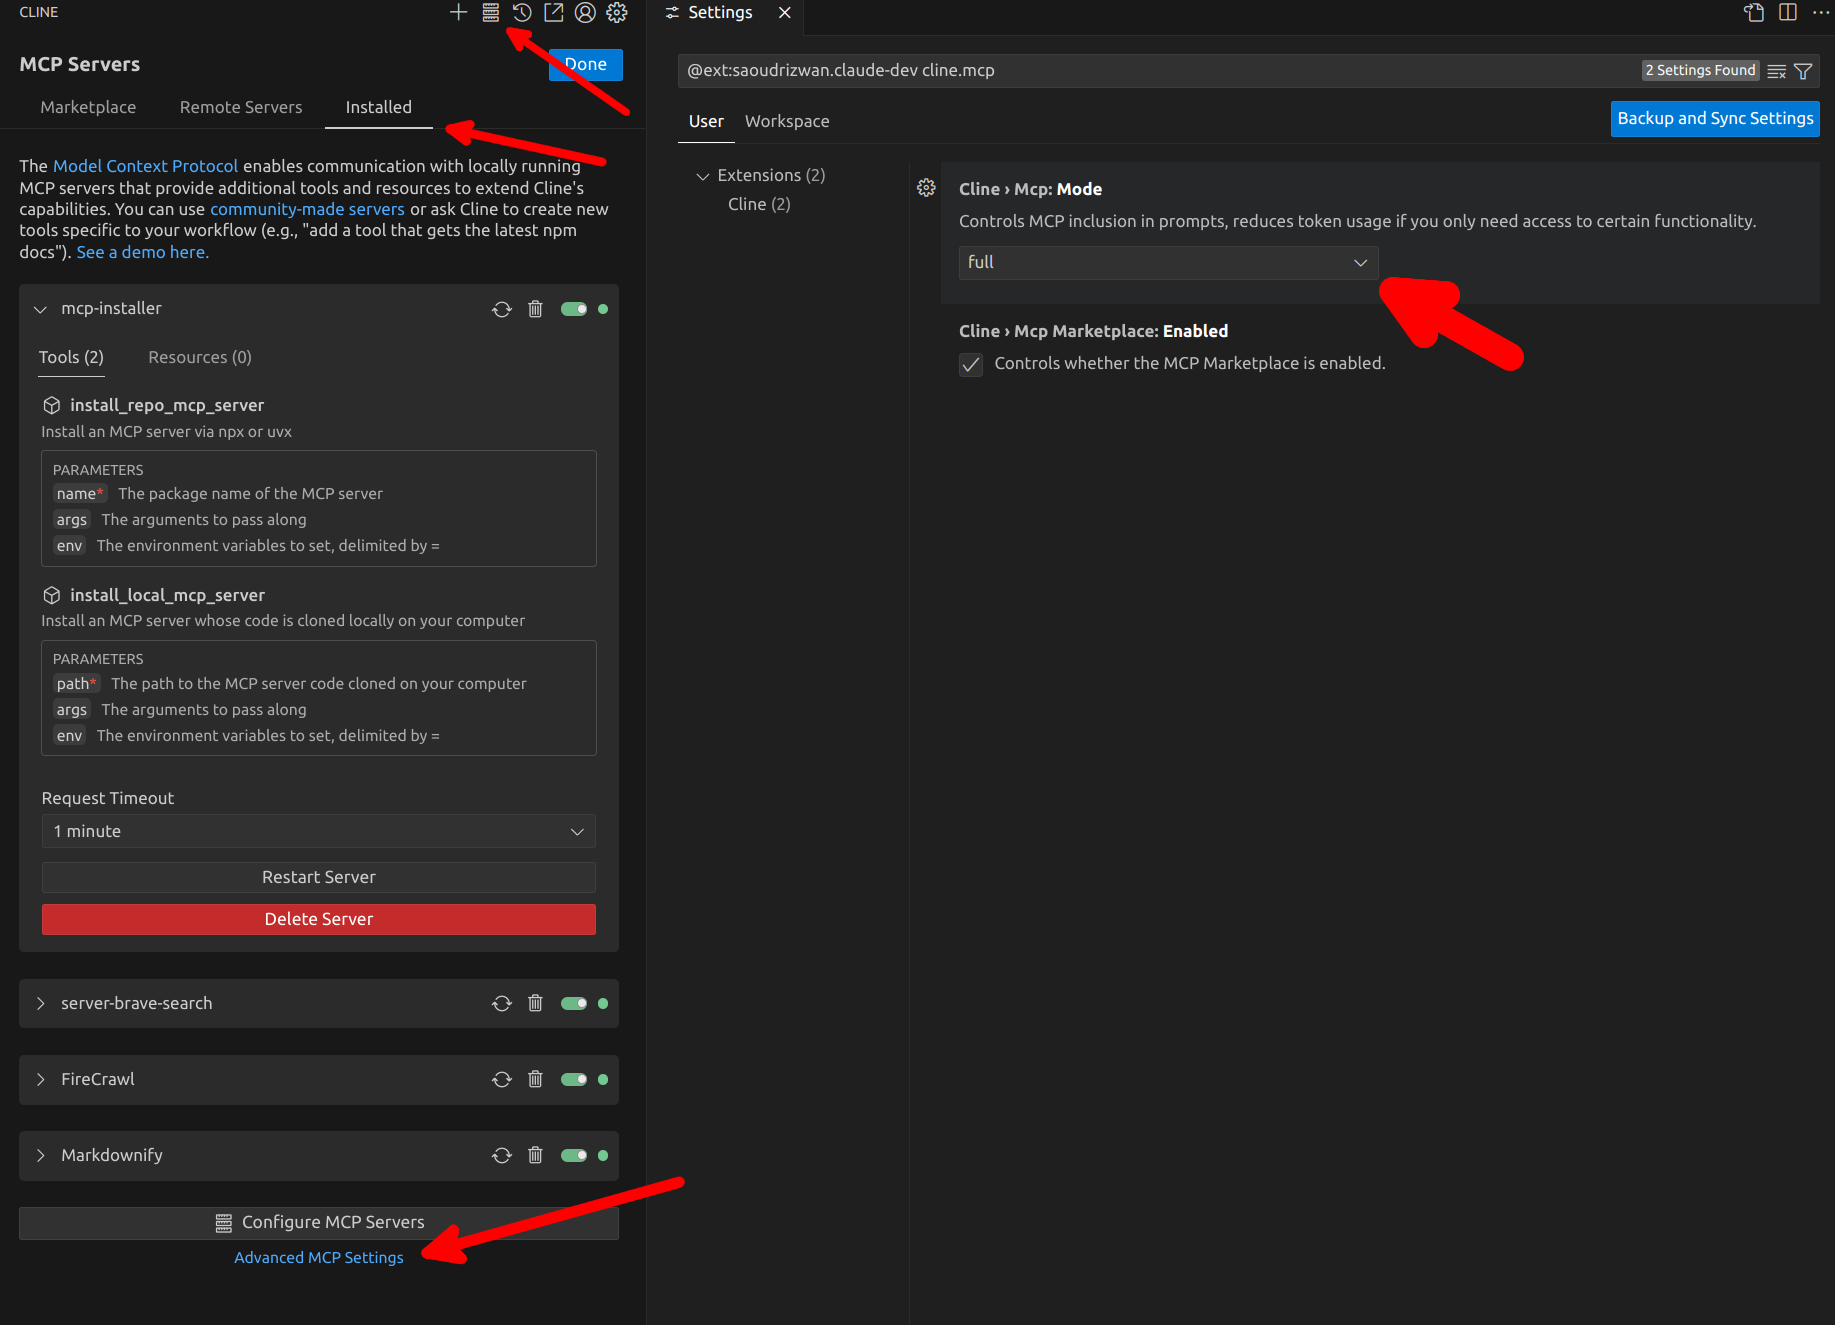 CLINE
MCP Servers
Done
Marketplace
Remote Servers
Installed
The Model Context Protocol enables communication with locally running
MCP servers that provide additional tools and resources to extend Cline's
capabilities. You can use community-made servers or ask Cline to create new
tools specific to your workflow (e.g., "add a tool that gets the latest npm
docs"). See a demo here.
mcp-installer
Tools (2)
Resources (0)
install_repo_mcp_server
Install an MCP server via npx or uvx
PARAMETERS
name* The package name of the MCP server
args The arguments to pass along
env The environment variables to set, delimited by =
install_local_mcp_server
Install an MCP server whose code is cloned locally on your computer
PARAMETERS
path* The path to the MCP server code cloned on your computer
args The arguments to pass along
env The environment variables to set, delimited by =
Request Timeout
1 minute
Restart Server
Delete Server
server-brave-search
FireCrawl
Markdownify
Configure MCP Servers
Advanced MCP Settings
Settings
@ext:saoudrizwan.claude-dev cline.mcp
2 Settings Found
User
Workspace
Backup and Sync Settings
Extensions (2)
Cline (2)
Cline › Mcp: Mode
Controls MCP inclusion in prompts, reduces token usage if you only need access to certain functionality.
full
Cline › Mcp Marketplace: Enabled
Controls whether the MCP Marketplace is enabled.